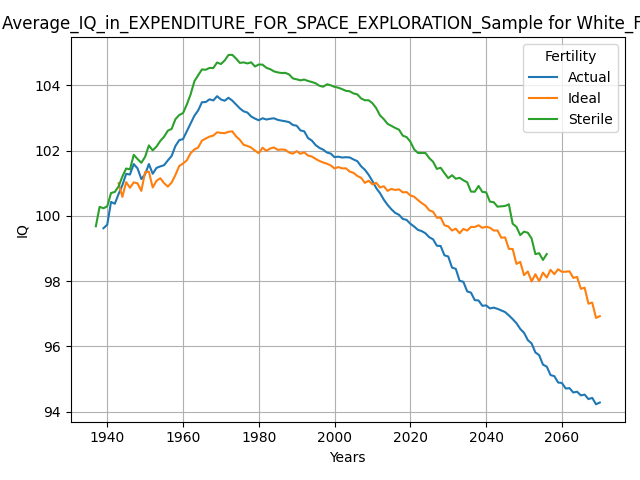 Average_IQ_in_EXPENDITURE_FOR_SPACE_EXPLORATION_Sample for White_F
Fertility
Actual
Ideal
Sterile
104
102
100
98
96
94
IQ
1940 1960 1980 2000 2020 2040 2060
Years